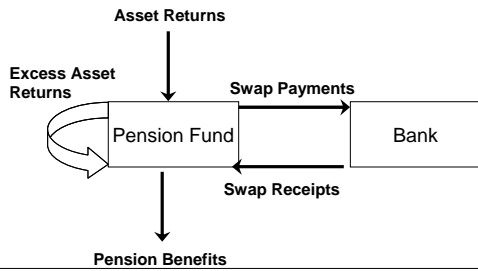 Asset Returns
Excess Asset
Returns
Swap Payments
Pension Fund
Bank
Swap Receipts
Pension Benefits